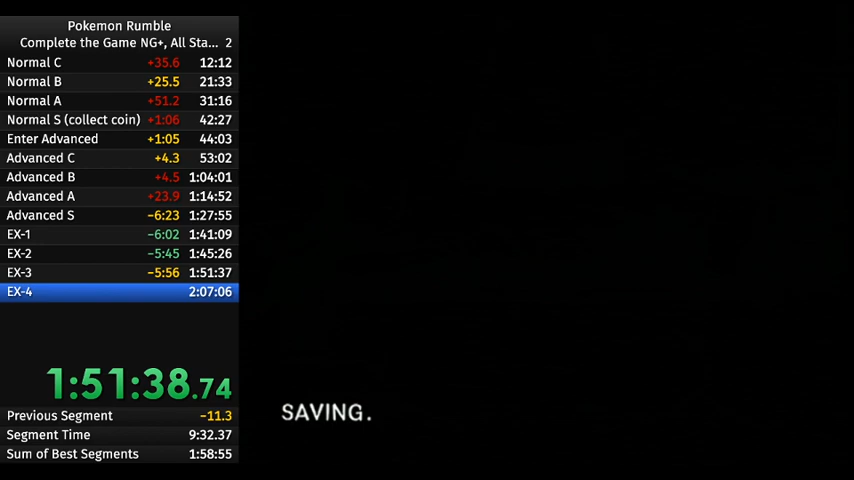 Pokemon Rumble
Complete the Game NG+, All Sta... 2
Normal C +35.6 12:12
Normal B +25.5 21:33
Normal A +51.2 31:16
Normal S (collect coin) +1:06 42:27
Enter Advanced +1:05 44:03
Advanced C +4.3 53:02
Advanced B +4.5 1:04:01
Advanced A +23.9 1:14:52
Advanced S −6:23 1:27:55
EX-1 −6:02 1:41:09
EX-2 −5:45 1:45:26
EX-3 −5:56 1:51:37
EX-4 2:07:06
1:51:38.74
Previous Segment −11.3
Segment Time 9:32.37
Sum of Best Segments 1:58:55
SAVING.